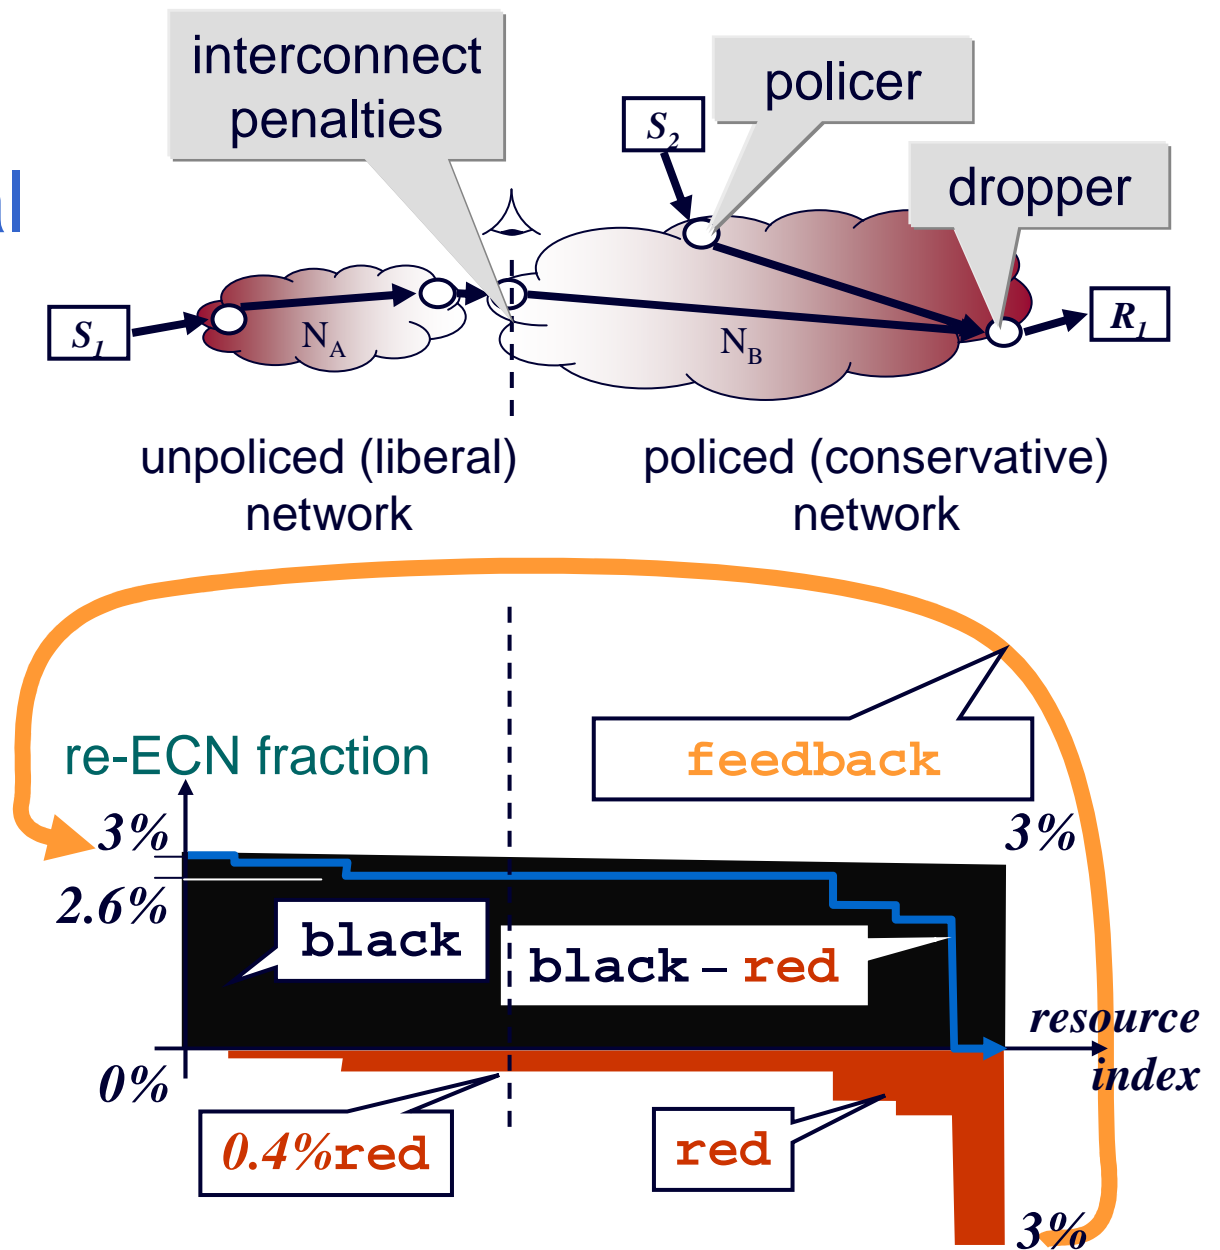 interconnect
penalties
policer
S2
dropper
al
S1
NA
NB
R1
unpoliced (liberal)
network
policed (conservative)
network
feedback
re-ECN fraction
3%
3%
2.6%
black
black – red
resource
index
0%
0.4%red
red
3%